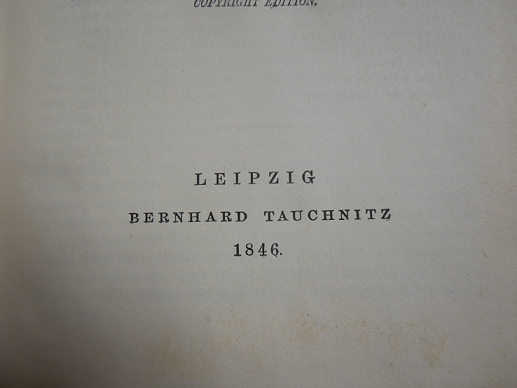 COPYRIGHT EDITION.
LEIPZIG
BERNHARD TAUCHNITZ
1846.